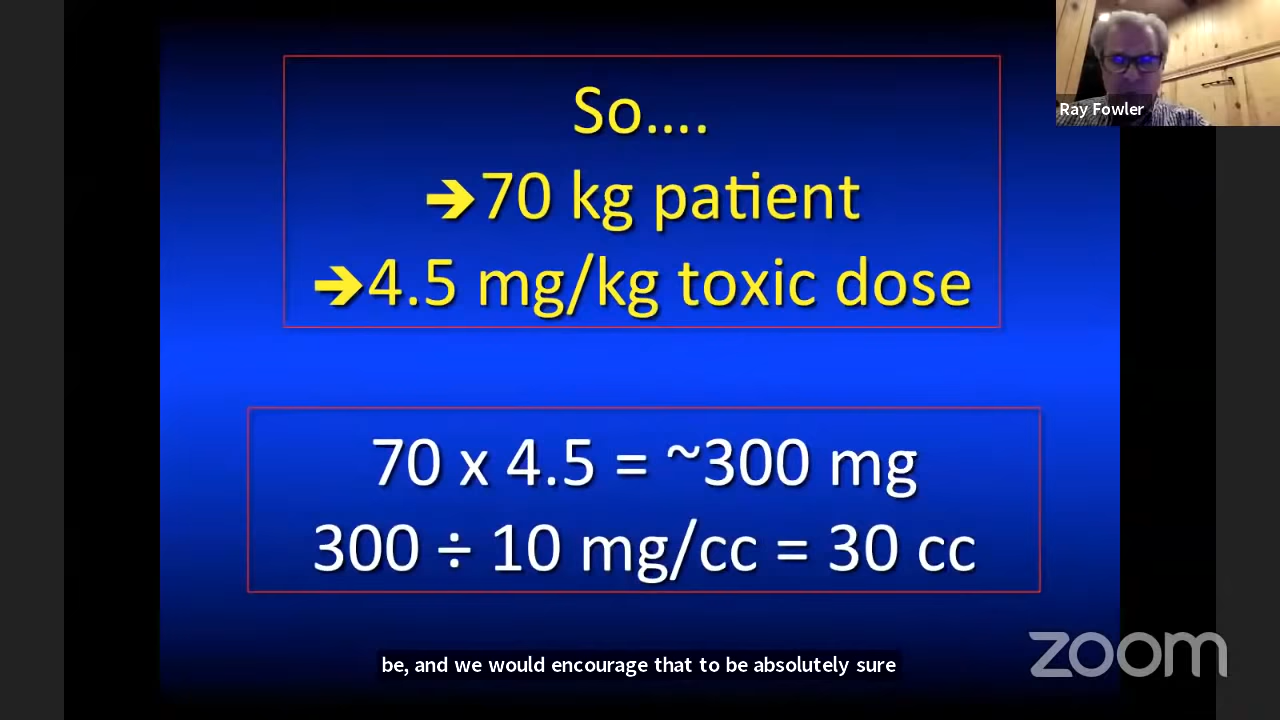 Ray Fowler
So....
➔70 kg patient
➔4.5 mg/kg toxic dose
70 x 4.5 = ~300 mg
300 ÷ 10 mg/cc = 30 cc
be, and we would encourage that to be absolutely sure
zoom